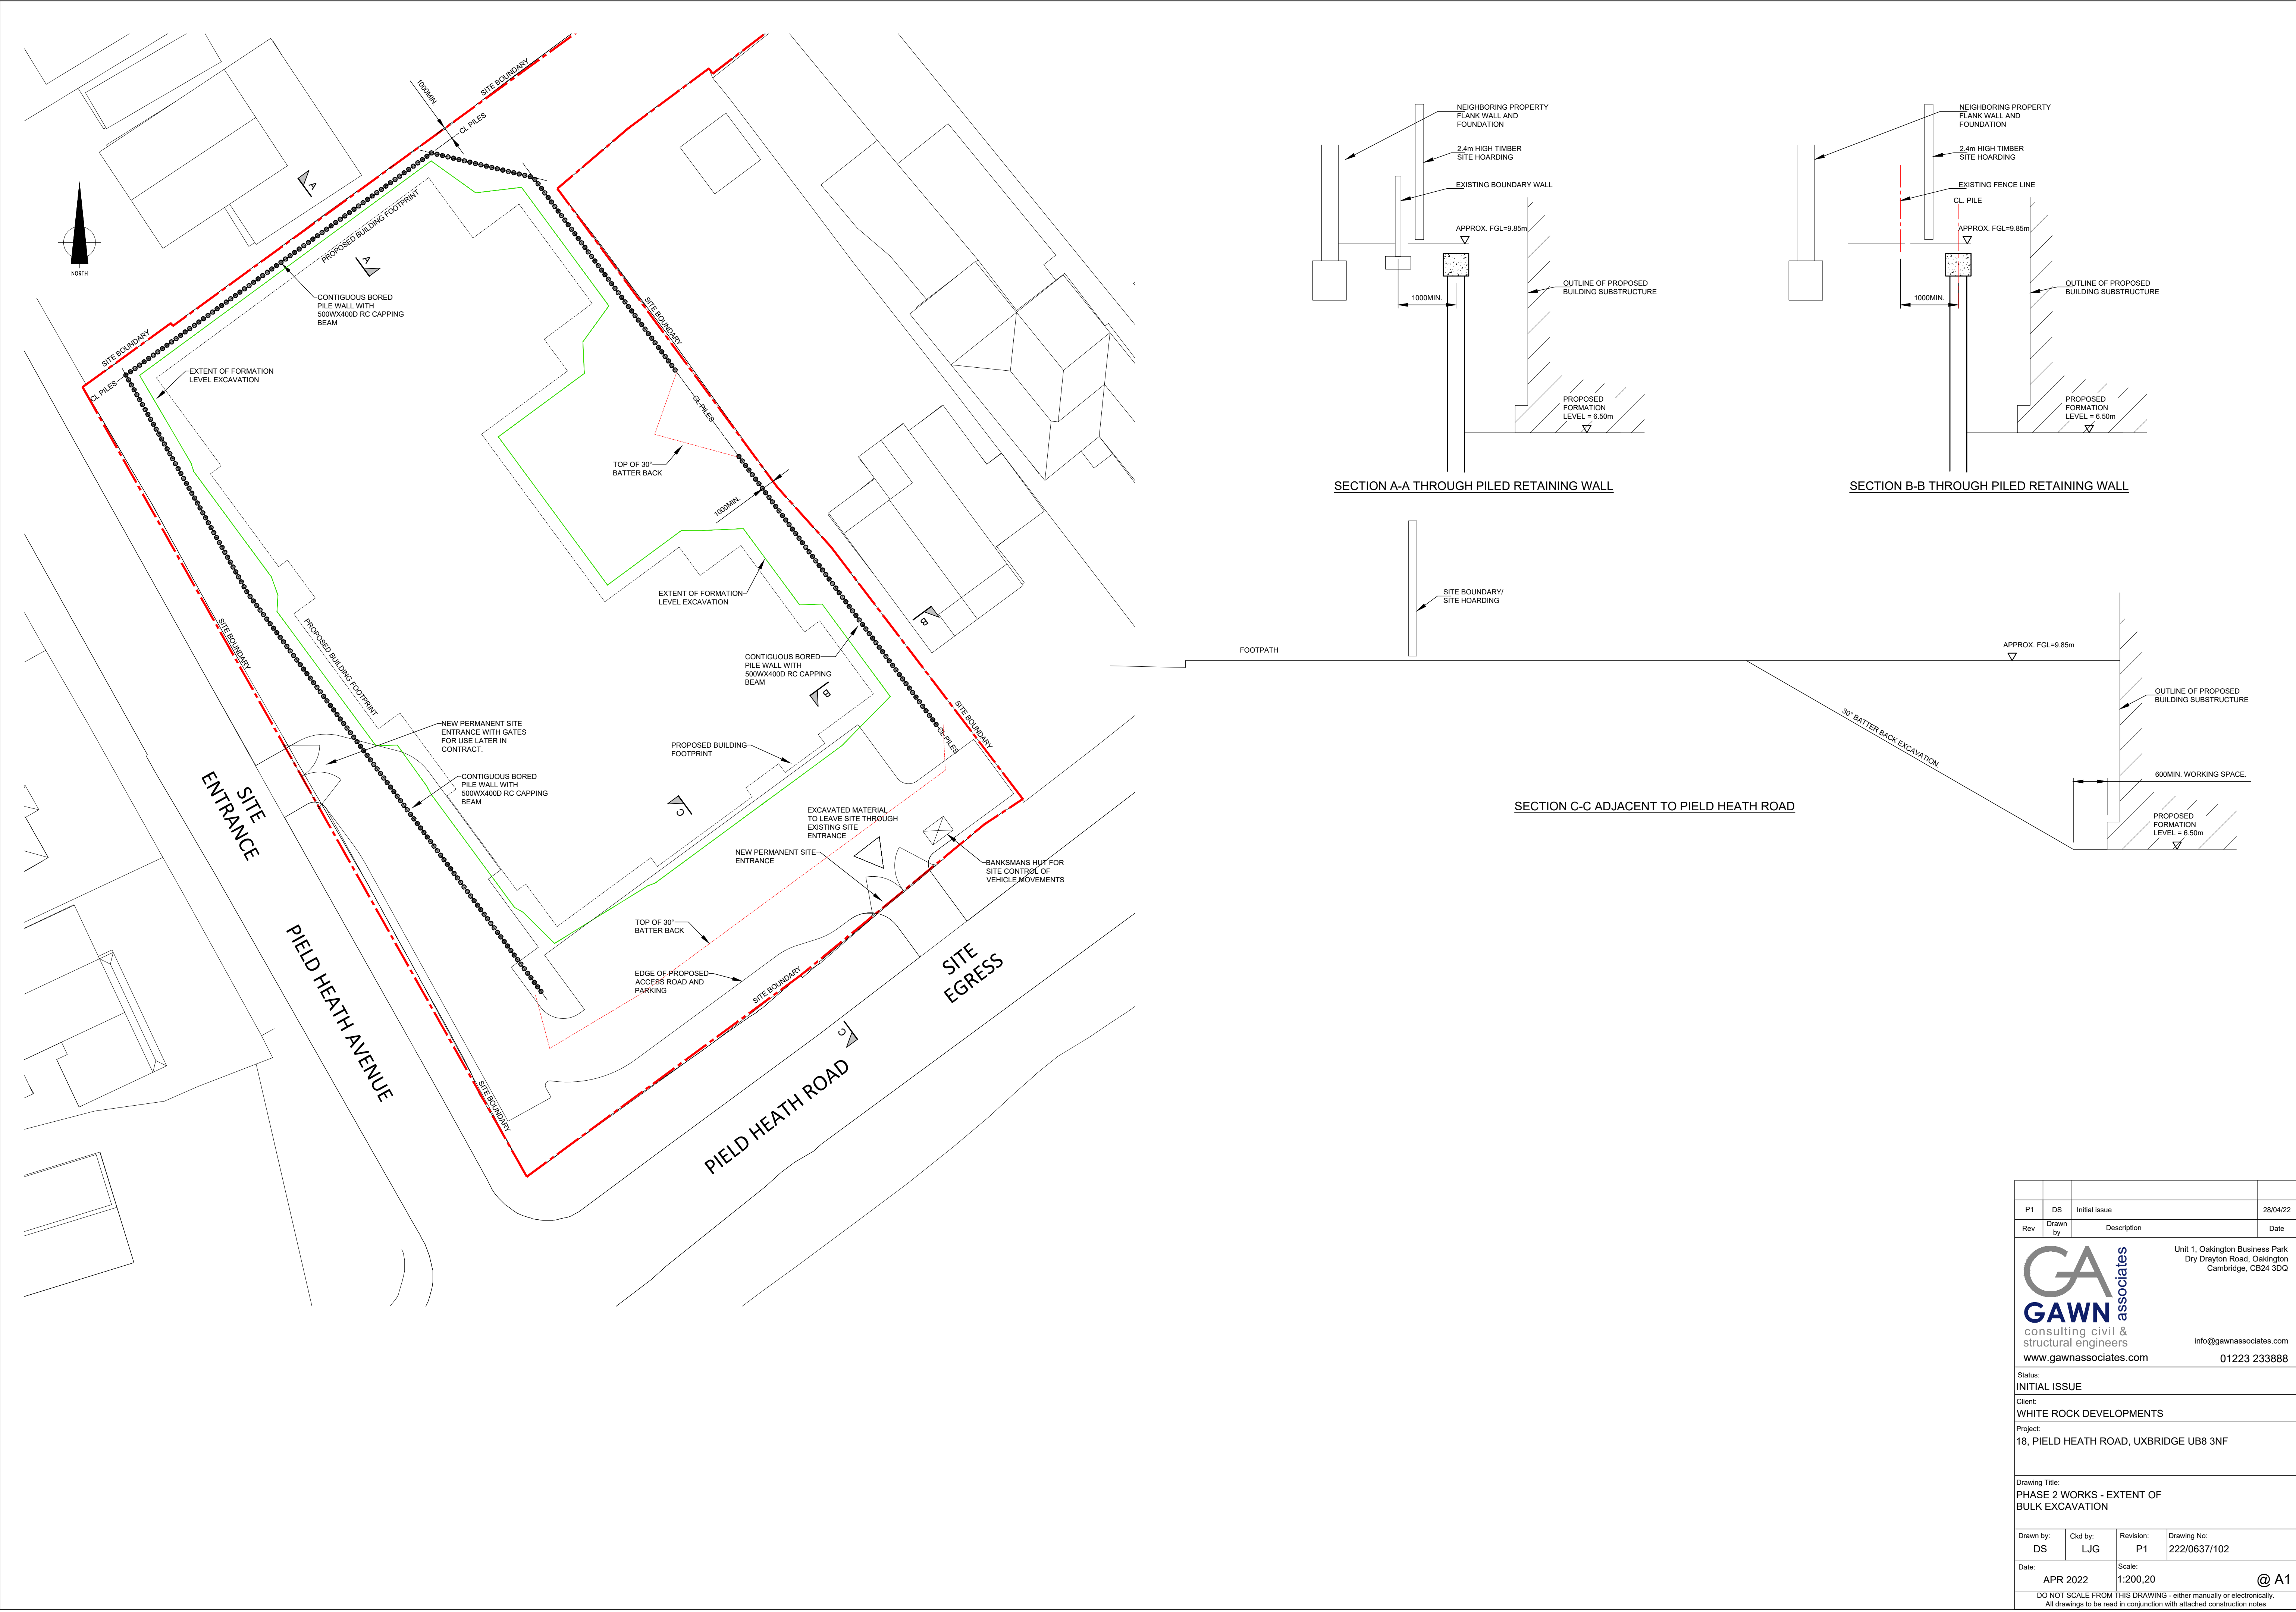 1000MIN.
SITE BOUNDARY
CL PILES
A
PROPOSED BUILDING FOOTPRINT
A
NORTH
CONTIGUOUS BORED
PILE WALL WITH
500WX400D RC CAPPING
BEAM
SITE BOUNDARY
SITE BOUNDARY
EXTENT OF FORMATION
LEVEL EXCAVATION
CL PILES
CL PILES
TOP OF 30°
BATTER BACK
1000MIN.
EXTENT OF FORMATION
LEVEL EXCAVATION
B
SITE BOUNDARY
PROPOSED BUILDING FOOTPRINT
CONTIGUOUS BORED
PILE WALL WITH
500WX400D RC CAPPING
BEAM
B
SITE BOUNDARY
CL PILES
NEW PERMANENT SITE
ENTRANCE WITH GATES
FOR USE LATER IN
CONTRACT.
PROPOSED BUILDING
FOOTPRINT
CONTIGUOUS BORED
PILE WALL WITH
500WX400D RC CAPPING
BEAM
SITE
ENTRANCE
C
EXCAVATED MATERIAL
TO LEAVE SITE THROUGH
EXISTING SITE
ENTRANCE
NEW PERMANENT SITE
ENTRANCE
BANKSMANS HUT FOR
SITE CONTROL OF
VEHICLE MOVEMENTS
TOP OF 30°
BATTER BACK
EDGE OF PROPOSED
ACCESS ROAD AND
PARKING
SITE BOUNDARY
SITE
EGRESS
C
PIELD HEATH AVENUE
SITE BOUNDARY
PIELD HEATH ROAD
NEIGHBORING PROPERTY
FLANK WALL AND
FOUNDATION
2.4m HIGH TIMBER
SITE HOARDING
EXISTING BOUNDARY WALL
APPROX. FGL=9.85m
OUTLINE OF PROPOSED
BUILDING SUBSTRUCTURE
1000MIN.
PROPOSED
FORMATION
LEVEL = 6.50m
SECTION A-A THROUGH PILED RETAINING WALL
NEIGHBORING PROPERTY
FLANK WALL AND
FOUNDATION
2.4m HIGH TIMBER
SITE HOARDING
EXISTING FENCE LINE
CL. PILE
APPROX. FGL=9.85m
OUTLINE OF PROPOSED
BUILDING SUBSTRUCTURE
1000MIN.
PROPOSED
FORMATION
LEVEL = 6.50m
SECTION B-B THROUGH PILED RETAINING WALL
SITE BOUNDARY/
SITE HOARDING
FOOTPATH
APPROX. FGL=9.85m
OUTLINE OF PROPOSED
BUILDING SUBSTRUCTURE
30° BATTER BACK EXCAVATION.
600MIN. WORKING SPACE.
PROPOSED
FORMATION
LEVEL = 6.50m
SECTION C-C ADJACENT TO PIELD HEATH ROAD
P1 DS Initial issue 28/04/22
Rev Drawn by Description Date
GA
GAWN associates
consulting civil &
structural engineers
www.gawnassociates.com
Unit 1, Oakington Business Park
Dry Drayton Road, Oakington
Cambridge, CB24 3DQ
info@gawnassociates.com
01223 233888
Status:
INITIAL ISSUE
Client:
WHITE ROCK DEVELOPMENTS
Project:
18, PIELD HEATH ROAD, UXBRIDGE UB8 3NF
Drawing Title:
PHASE 2 WORKS - EXTENT OF
BULK EXCAVATION
Drawn by: Ckd by: Revision: Drawing No:
DS LJG P1 222/0637/102
Date: Scale:
APR 2022 1:200,20 @ A1
DO NOT SCALE FROM THIS DRAWING - either manually or electronically.
All drawings to be read in conjunction with attached construction notes